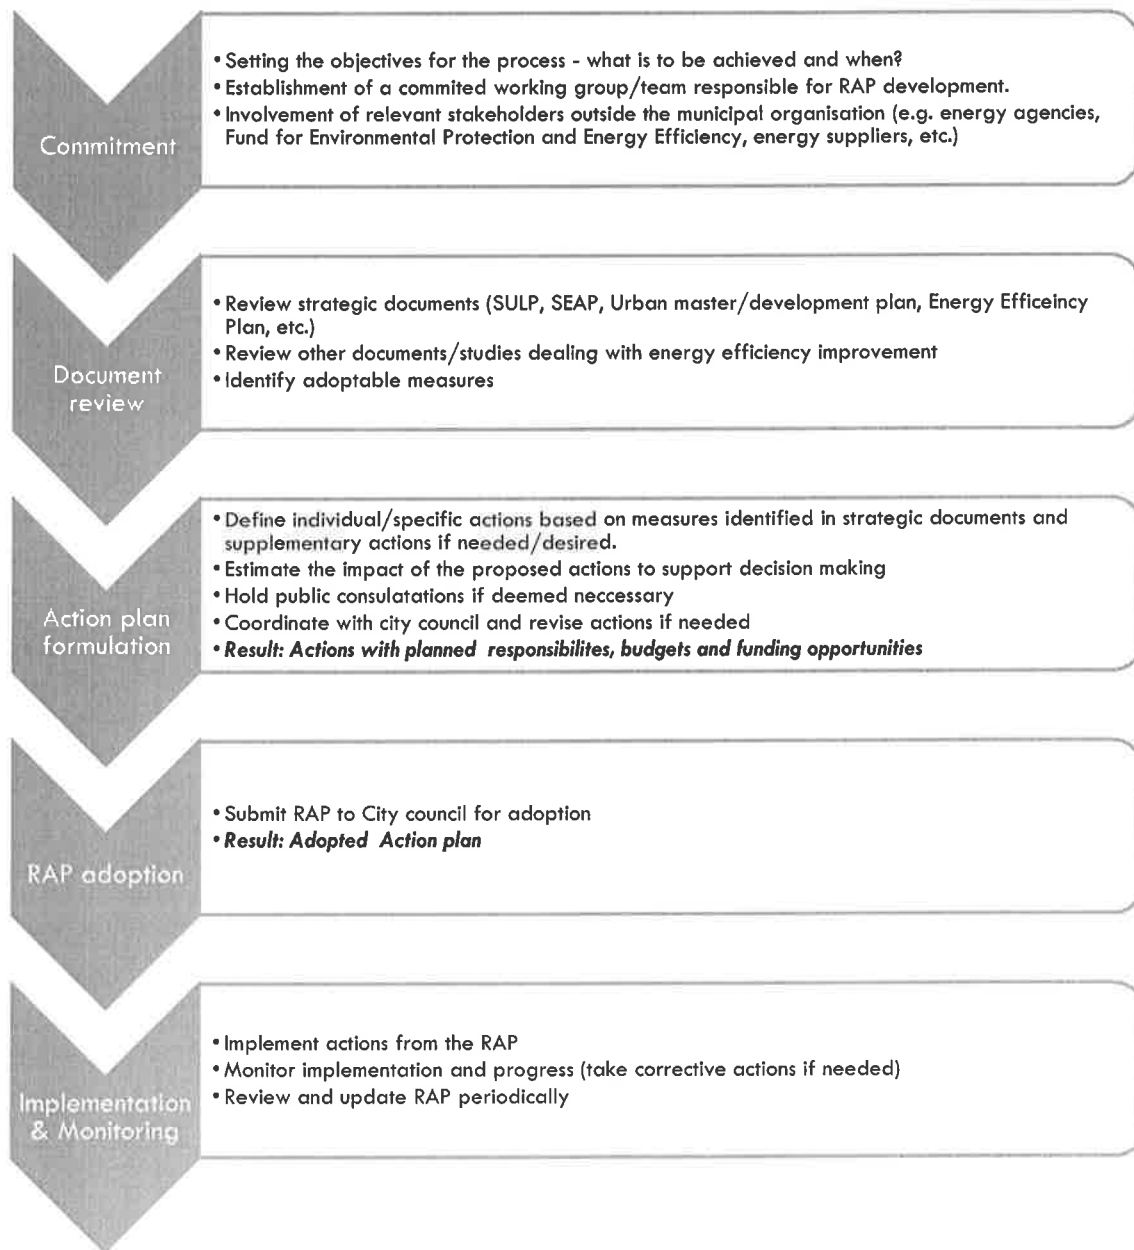 Commitment
• Setting the objectives for the process - what is to be achieved and when?
• Establishment of a commited working group/team responsible for RAP development.
• Involvement of relevant stakeholders outside the municipal organisation (e.g. energy agencies,
Fund for Environmental Protection and Energy Efficiency, energy suppliers, etc.)
Document
review
• Review strategic documents (SULP, SEAP, Urban master/development plan, Energy Efficeincy
Plan, etc.)
• Review other documents/studies dealing with energy efficiency improvement
• Identify adoptable measures
Action plan
formulation
• Define individual/specific actions based on measures identified in strategic documents and
supplementary actions if needed/desired.
• Estimate the impact of the proposed actions to support decision making
• Hold public consulatations if deemed neccessary
• Coordinate with city council and revise actions if needed
• Result: Actions with planned responsibilites, budgets and funding opportunities
RAP adoption
• Submit RAP to City council for adoption
• Result: Adopted Action plan
Implementation
& Monitoring
• Implement actions from the RAP
• Monitor implementation and progress (take corrective actions if needed)
• Review and update RAP periodically